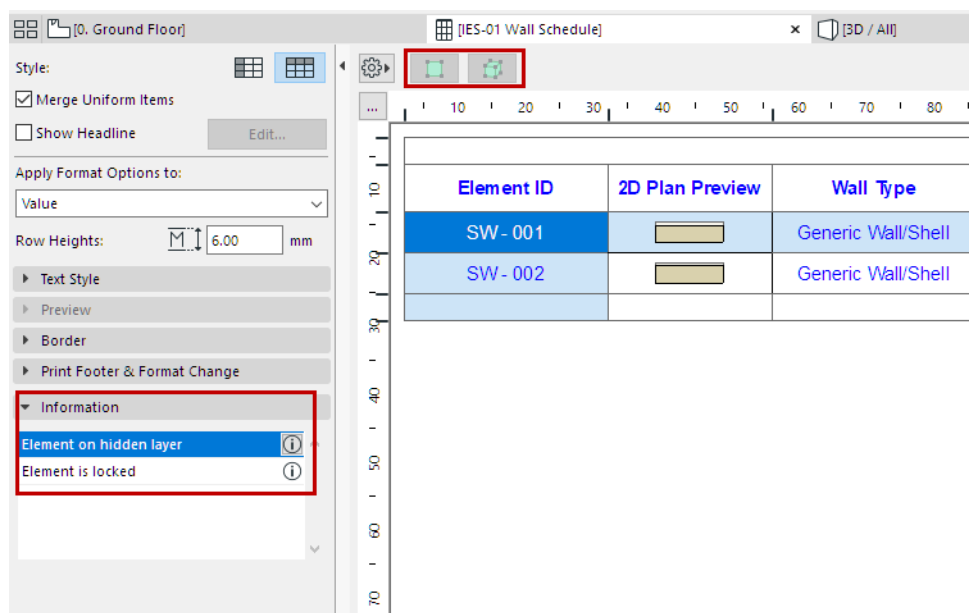 [0. Ground Floor]
[IES-01 Wall Schedule]
[3D / All]
Style:
Merge Uniform Items
Show Headline
Edit...
Apply Format Options to:
Value
Row Heights:
6.00
mm
Text Style
Preview
Border
Print Footer & Format Change
Information
Element on hidden layer
Element is locked
...
10 20 30 40 50 60 70 80
10
20
30
40
50
60
70
Element ID 2D Plan Preview Wall Type
SW - 001 Generic Wall/Shell
SW - 002 Generic Wall/Shell